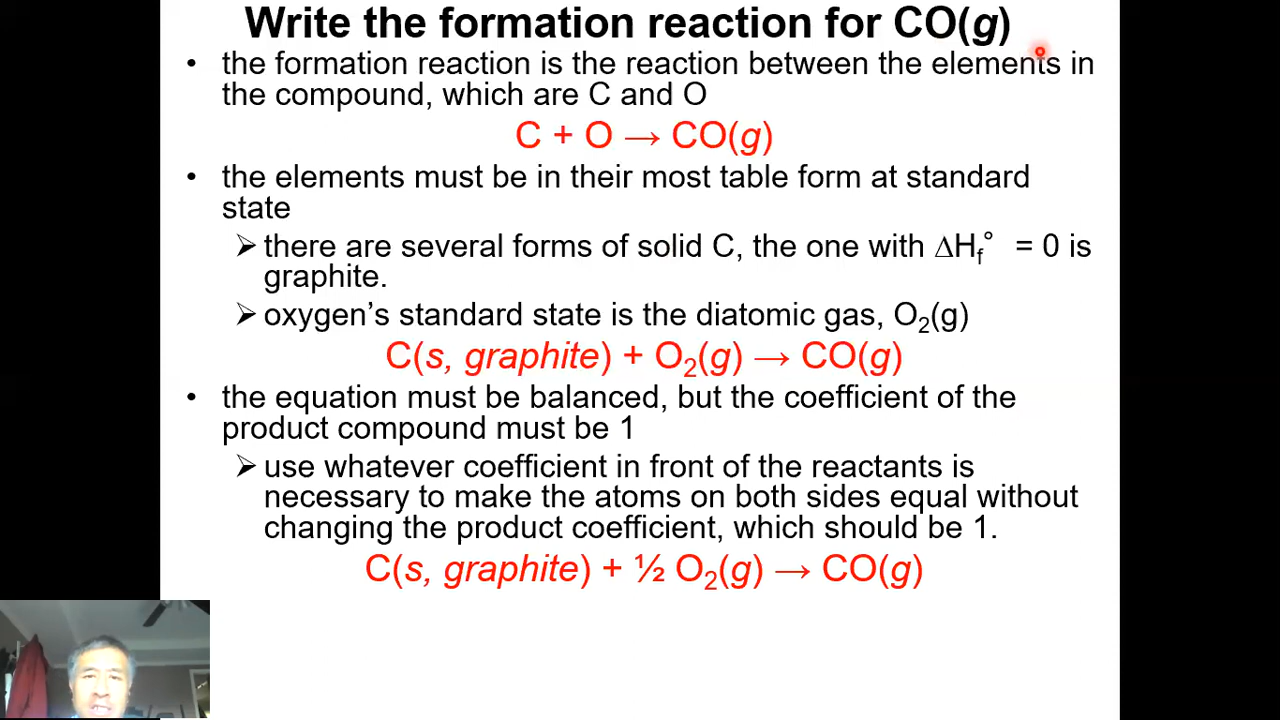 Write the formation reaction for CO(g)
• the formation reaction is the reaction between the elements in
the compound, which are C and O
C + O → CO(g)
• the elements must be in their most table form at standard
state
➢ there are several forms of solid C, the one with ΔHf° = 0 is
graphite.
➢ oxygen’s standard state is the diatomic gas, O₂(g)
C(s, graphite) + O₂(g) → CO(g)
• the equation must be balanced, but the coefficient of the
product compound must be 1
➢ use whatever coefficient in front of the reactants is
necessary to make the atoms on both sides equal without
changing the product coefficient, which should be 1.
C(s, graphite) + ½ O₂(g) → CO(g)